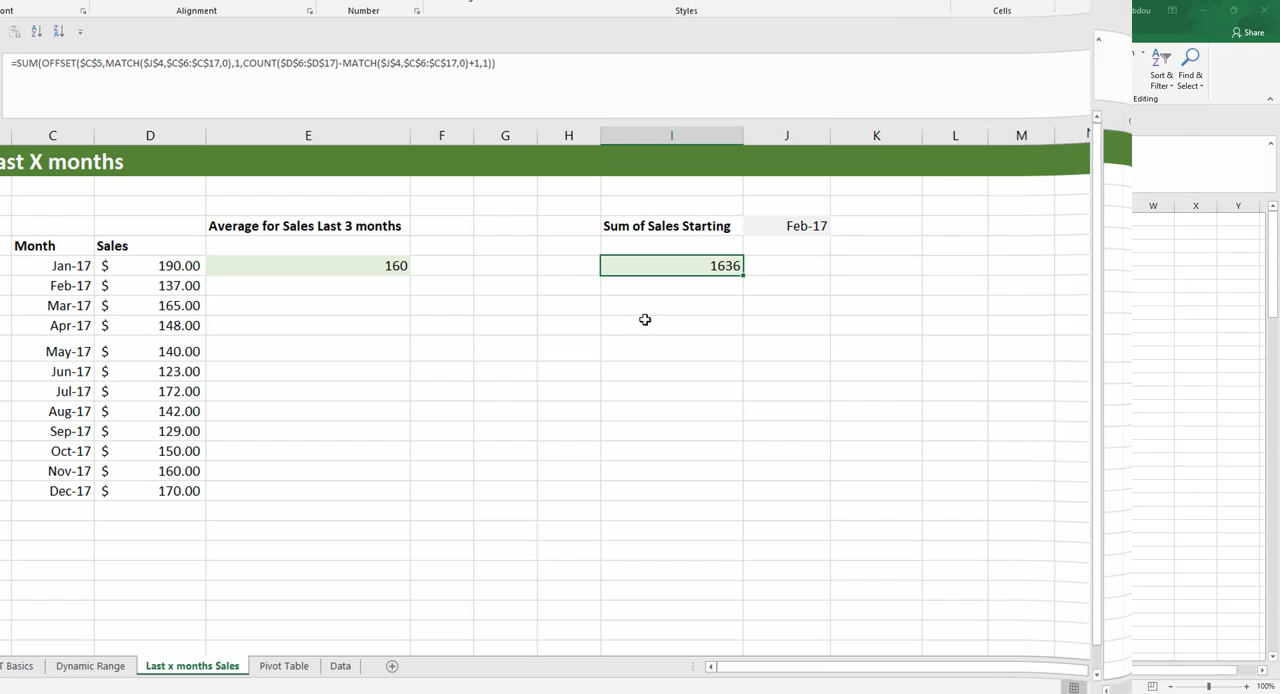 ont Alignment Number Styles Cells
bdou
Share
Sort & Filter
Find & Select
Editing
=SUM(OFFSET($C$5,MATCH($J$4,$C$6:$C$17,0),1,COUNT($D$6:$D$17)-MATCH($J$4,$C$6:$C$17,0)+1,1))
C D E F G H I J K L M W X Y
ast X months
Average for Sales Last 3 months Sum of Sales Starting Feb-17
Month Sales
Jan-17 $ 190.00 160 1636
Feb-17 $ 137.00
Mar-17 $ 165.00
Apr-17 $ 148.00
May-17 $ 140.00
Jun-17 $ 123.00
Jul-17 $ 172.00
Aug-17 $ 142.00
Sep-17 $ 129.00
Oct-17 $ 150.00
Nov-17 $ 160.00
Dec-17 $ 170.00
T Basics Dynamic Range Last x months Sales Pivot Table Data
100%